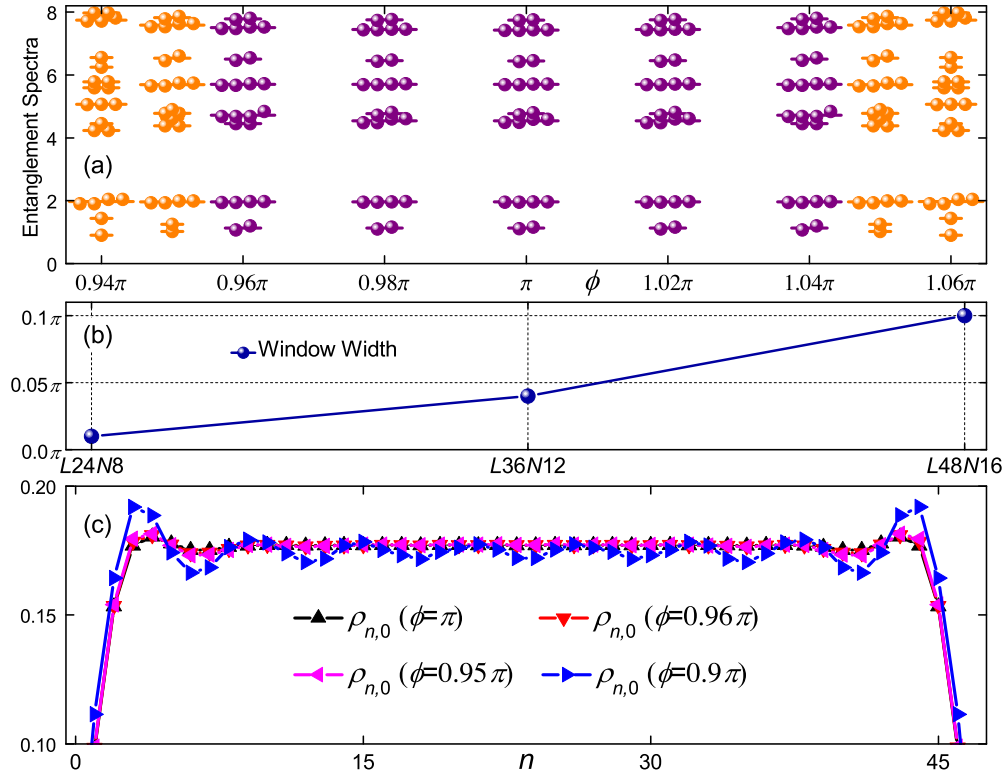 8
6
4
2
0
Entanglement Spectra
(a)
0.94π 0.96π 0.98π π ϕ 1.02π 1.04π 1.06π
0.1π
0.05π
0.0π
(b)
Window Width
L24N8 L36N12 L48N16
0.20
0.15
0.10
(c)
ρn,0 (ϕ=π) ρn,0 (ϕ=0.96π)
ρn,0 (ϕ=0.95π) ρn,0 (ϕ=0.9π)
0 15 n 30 45